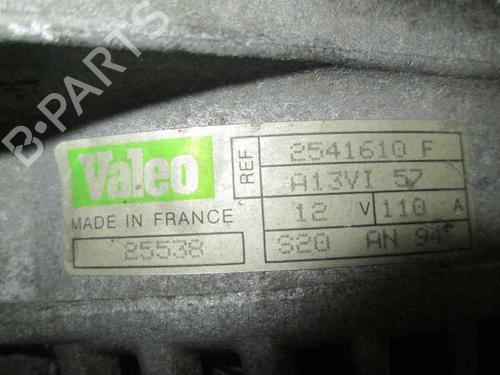 B-PARTS
Valeo
MADE IN FRANCE
25538
REF
2541610 F
A13VI 57
12 V 110 A
S20 AN 94